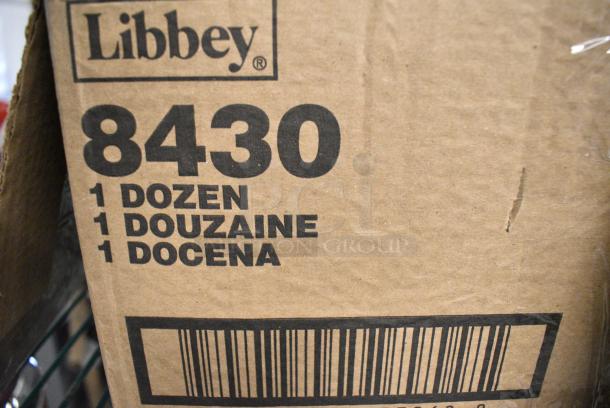 Libbey®
8430
1 DOZEN
1 DOUZAINE
1 DOCENA